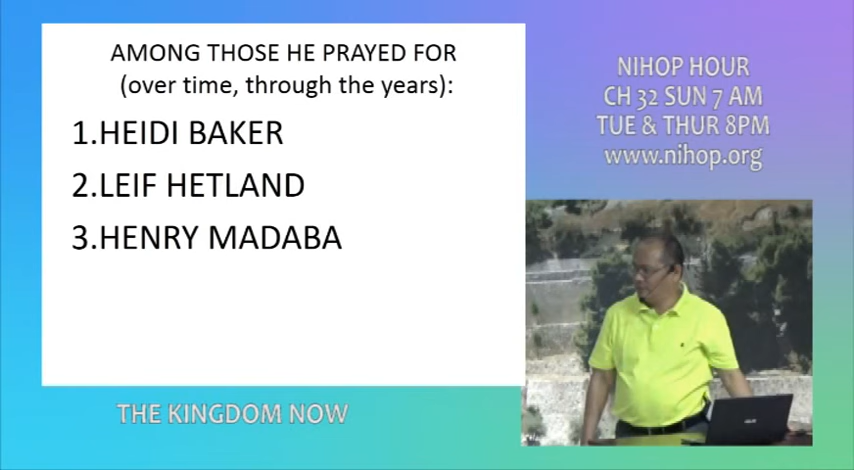 AMONG THOSE HE PRAYED FOR
(over time, through the years):
1.HEIDI BAKER
2.LEIF HETLAND
3.HENRY MADABA
NIHOP HOUR
CH 32 SUN 7 AM
TUE & THUR 8PM
www.nihop.org
THE KINGDOM NOW